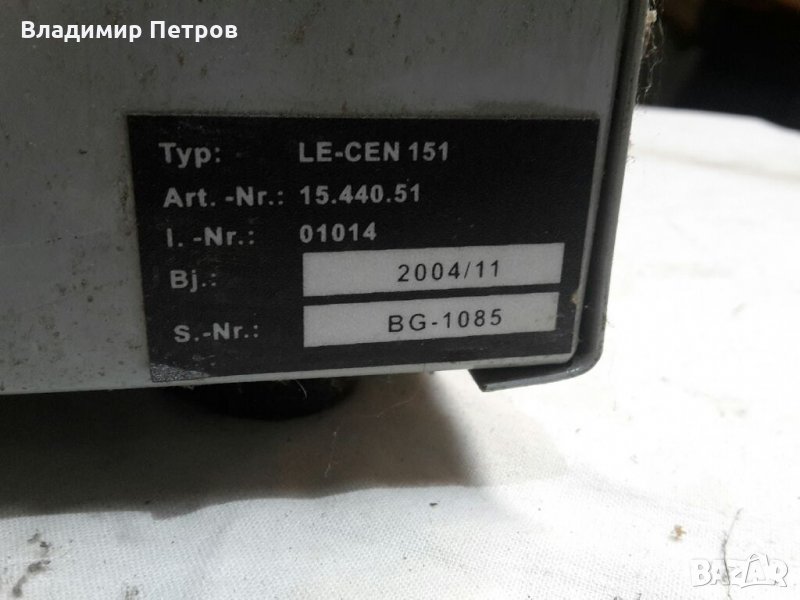 Владимир Петров
Typ: LE-CEN 151
Art. -Nr.: 15.440.51
I. -Nr.: 01014
Bj.: 2004/11
S.-Nr.: BG-1085
BAZAR